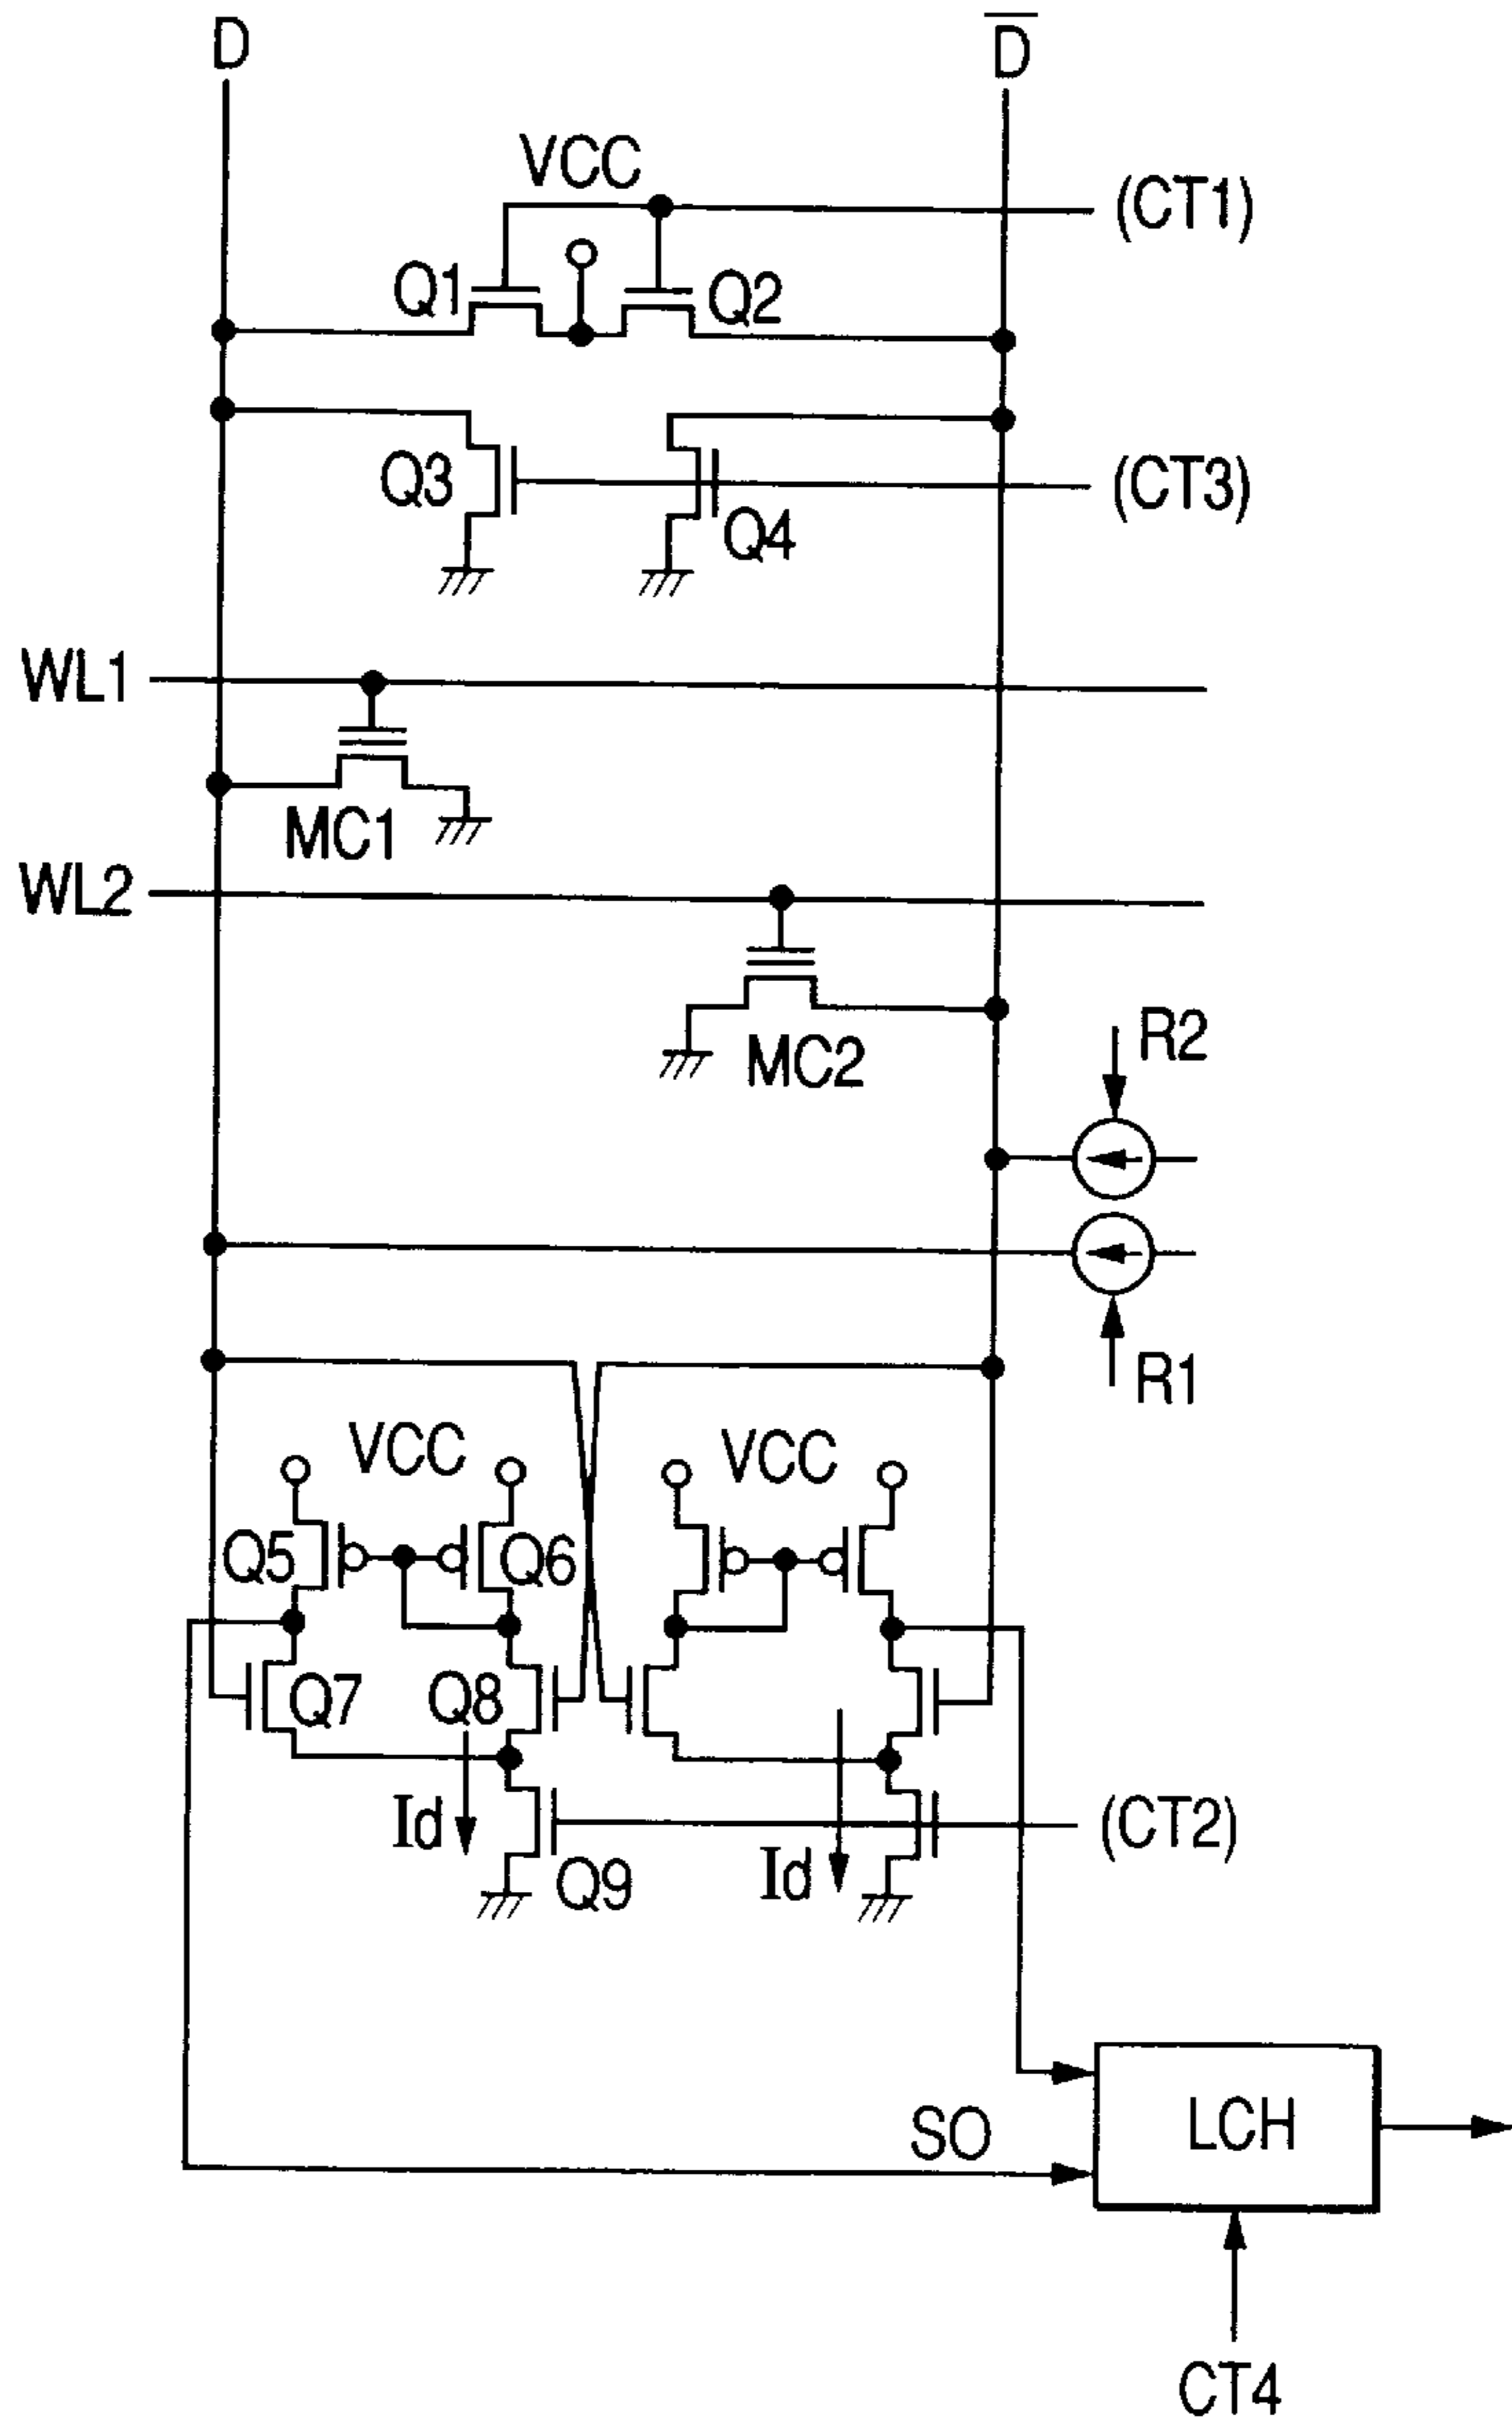 D
D̅
VCC
(CT1)
Q1
Q2
Q3
(CT3)
Q4
WL1
MC1
WL2
R2
MC2
R1
VCC
VCC
Q5
Q6
Q7
Q8
Id
(CT2)
Id
Q9
SO
LCH
CT4